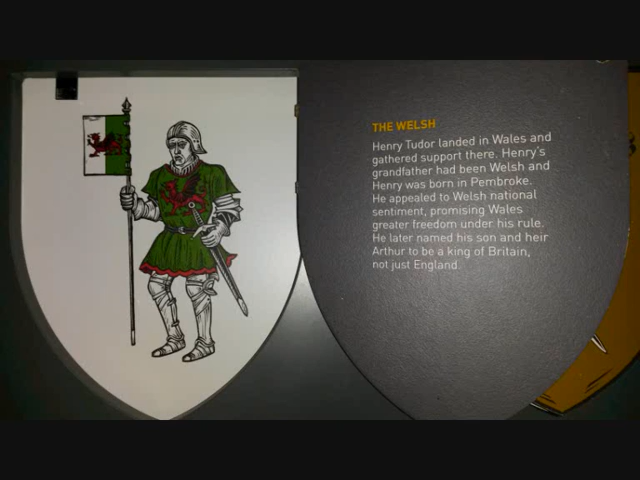 THE WELSH
Henry Tudor landed in Wales and
gathered support there. Henry's
grandfather had been Welsh and
Henry was born in Pembroke.
He appealed to Welsh national
sentiment, promising Wales
greater freedom under his rule.
He later named his son and heir
Arthur to be a king of Britain,
not just England.